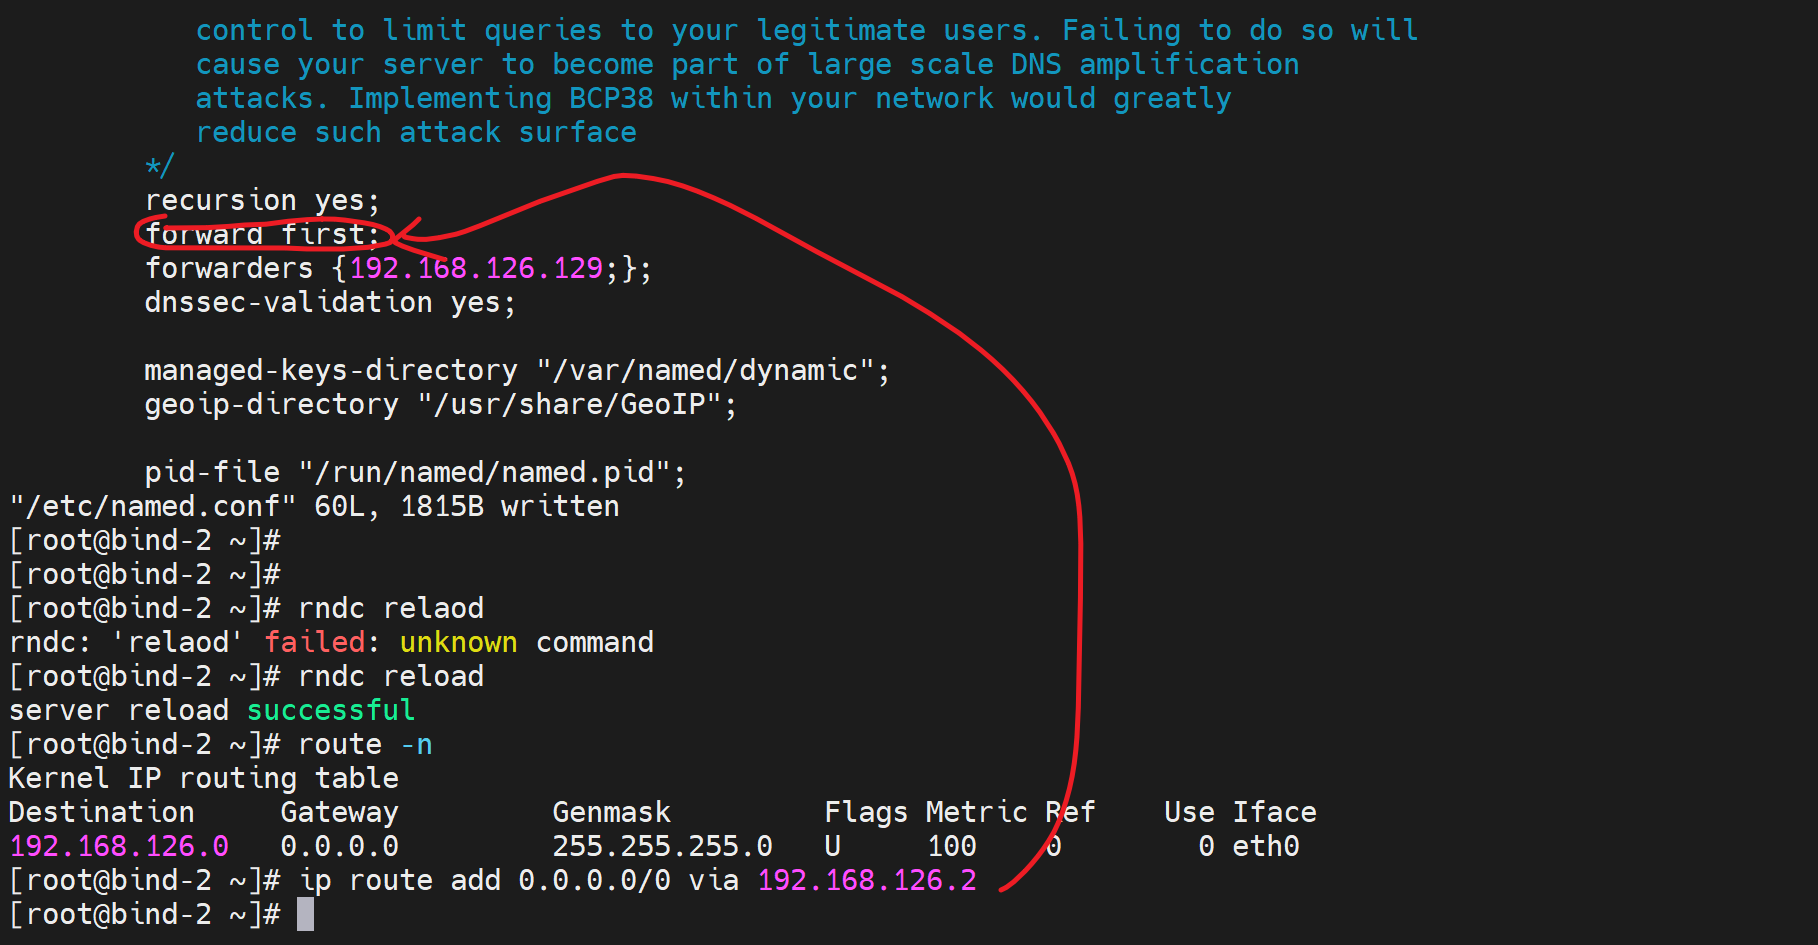 control to limit queries to your legitimate users. Failing to do so will
cause your server to become part of large scale DNS amplification
attacks. Implementing BCP38 within your network would greatly
reduce such attack surface
*/
recursion yes;
forward first;
forwarders {192.168.126.129;};
dnssec-validation yes;
managed-keys-directory "/var/named/dynamic";
geoip-directory "/usr/share/GeoIP";
pid-file "/run/named/named.pid";
"/etc/named.conf" 60L, 1815B written
[root@bind-2 ~]#
[root@bind-2 ~]#
[root@bind-2 ~]# rndc relaod
rndc: 'relaod' failed: unknown command
[root@bind-2 ~]# rndc reload
server reload successful
[root@bind-2 ~]# route -n
Kernel IP routing table
Destination     Gateway         Genmask         Flags Metric Ref    Use Iface
192.168.126.0   0.0.0.0         255.255.255.0   U     100    0        0 eth0
[root@bind-2 ~]# ip route add 0.0.0.0/0 via 192.168.126.2
[root@bind-2 ~]#